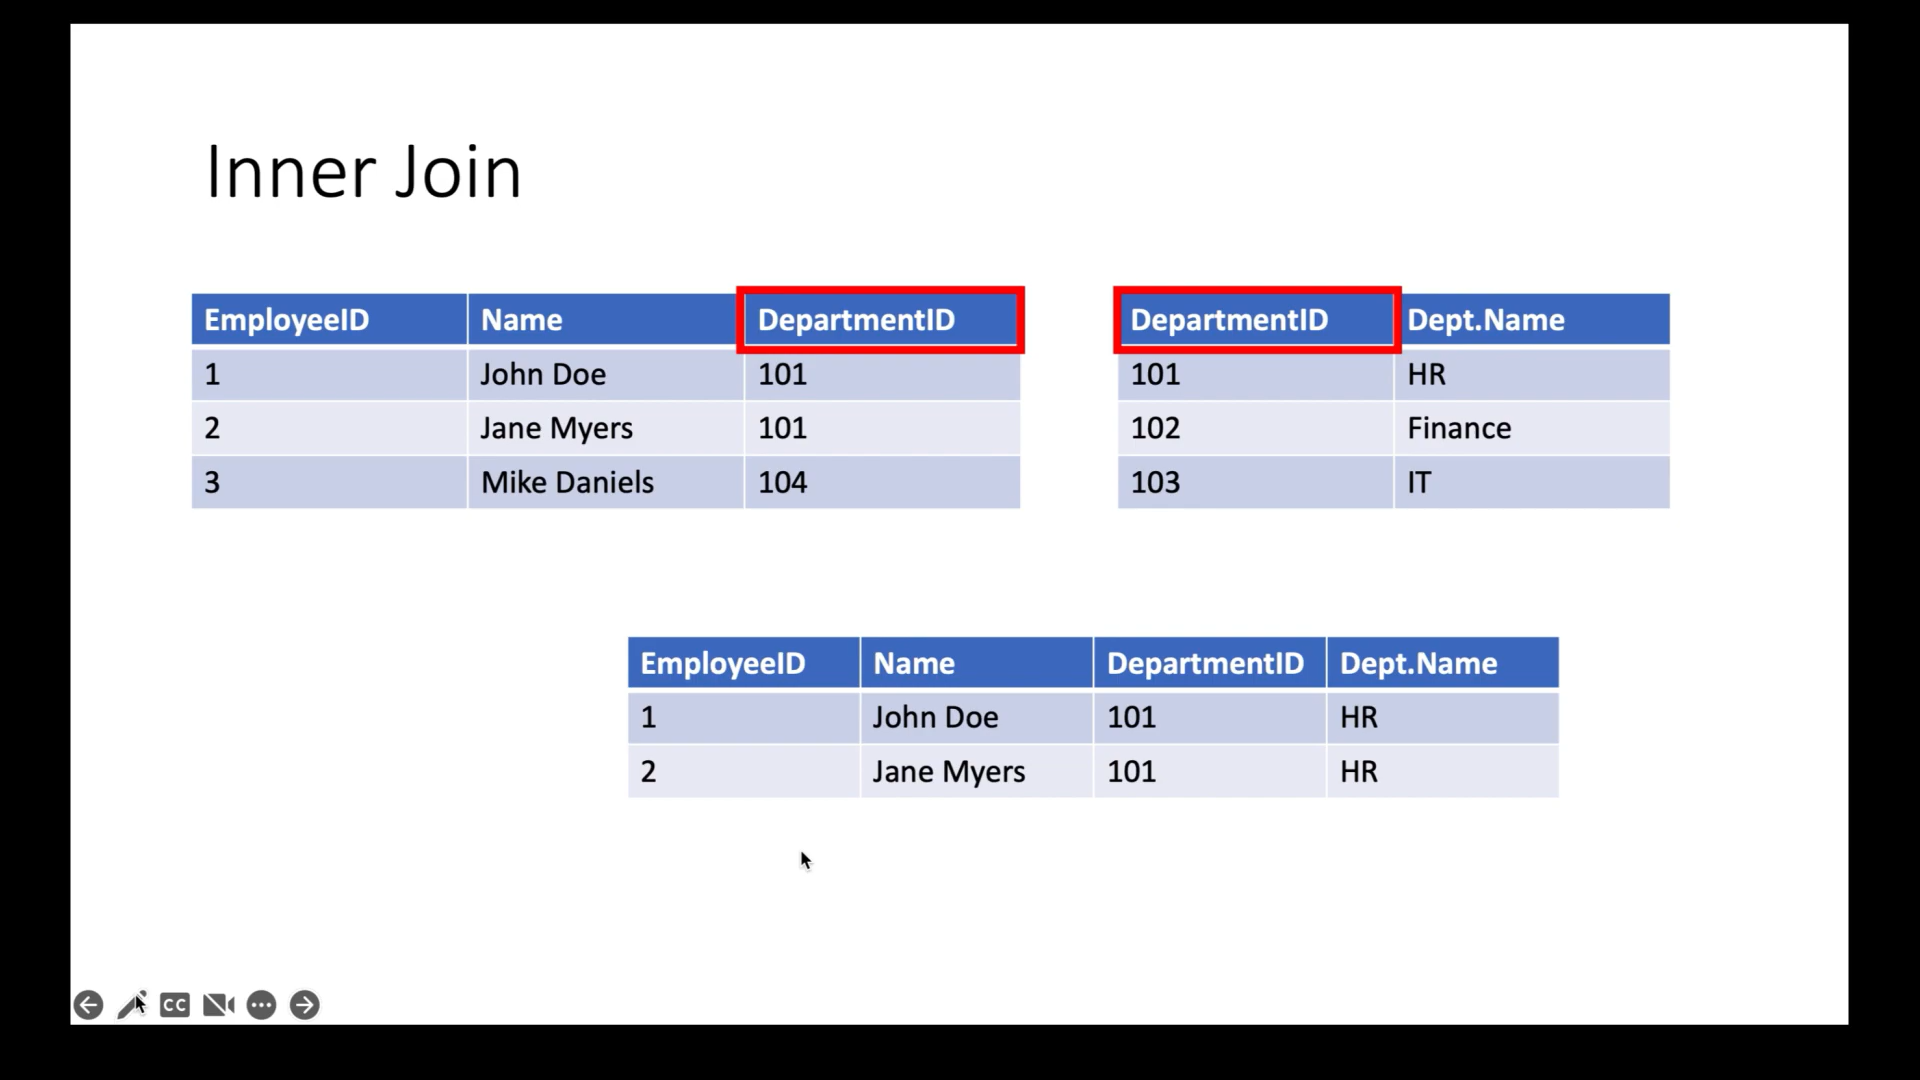 Inner Join
EmployeeID Name DepartmentID
1 John Doe 101
2 Jane Myers 101
3 Mike Daniels 104
DepartmentID Dept.Name
101 HR
102 Finance
103 IT
EmployeeID Name DepartmentID Dept.Name
1 John Doe 101 HR
2 Jane Myers 101 HR
CC